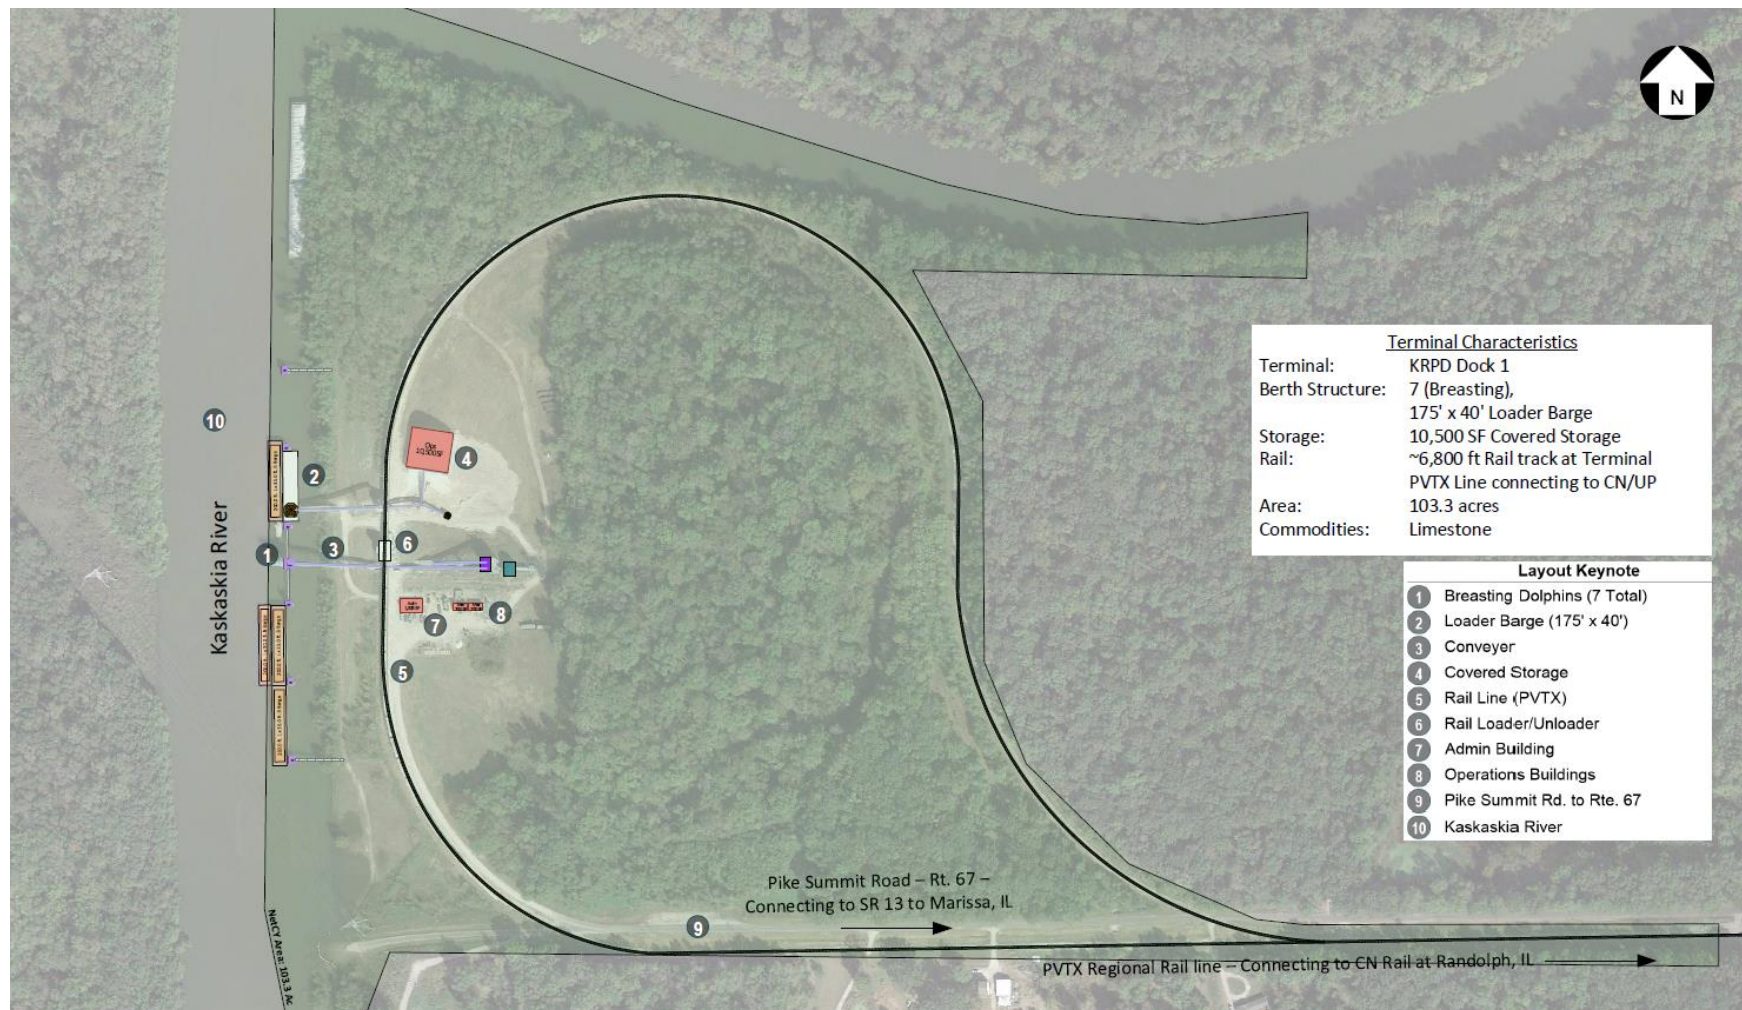 N
Terminal Characteristics
Terminal: KRPD Dock 1
Berth Structure: 7 (Breasting),
175' x 40' Loader Barge
Storage: 10,500 SF Covered Storage
Rail: ~6,800 ft Rail track at Terminal
PVTX Line connecting to CN/UP
Area: 103.3 acres
Commodities: Limestone
Layout Keynote
1 Breasting Dolphins (7 Total)
2 Loader Barge (175' x 40')
3 Conveyer
4 Covered Storage
5 Rail Line (PVTX)
6 Rail Loader/Unloader
7 Admin Building
8 Operations Buildings
9 Pike Summit Rd. to Rte. 67
10 Kaskaskia River
10
Kaskaskia River
2
4
1
3
6
7
8
5
9
Pike Summit Road – Rt. 67 –
Connecting to SR 13 to Marissa, IL
PVTX Regional Rail line – Connecting to CN Rail at Randolph, IL
NetCY Area: 103.3 Ac